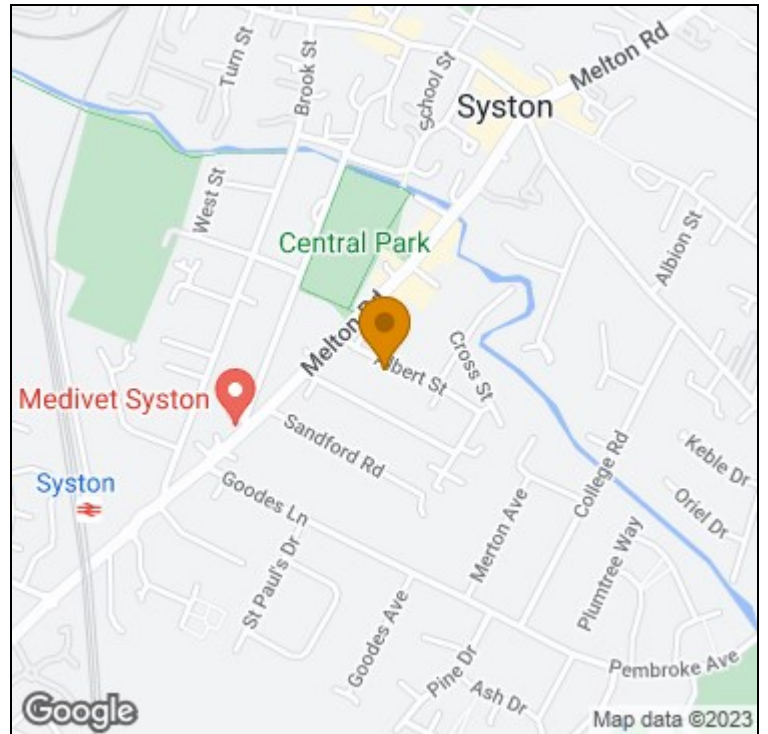 Turn St
Brook St
School St
Melton Rd
Syston
West St
Central Park
Albion St
Melton Rd
Albert St
Cross St
Medivet Syston
Sandford Rd
College Rd
Keble Dr
Syston
Goodes Ln
Oriel Dr
Merton Ave
Plumtree Way
St Paul's Dr
Goodes Ave
Pine Dr
Ash Dr
Pembroke Ave
Google
Map data ©2023